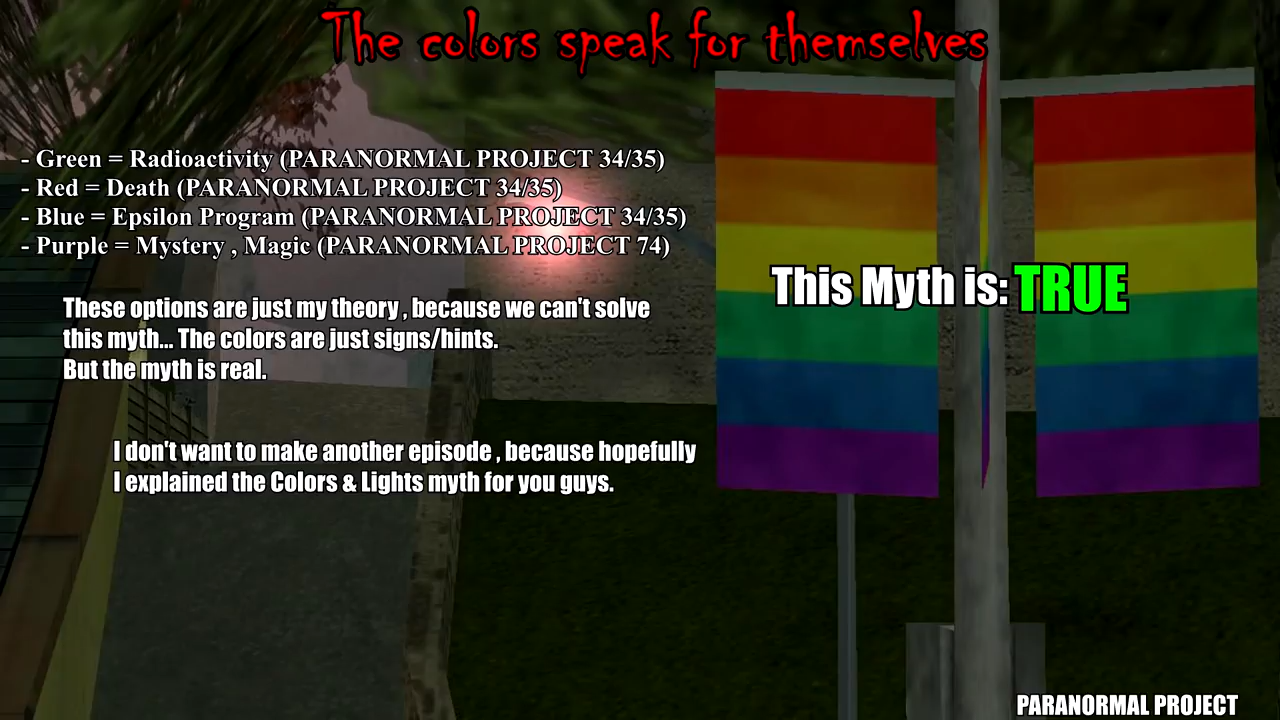 The colors speak for themselves
- Green = Radioactivity (PARANORMAL PROJECT 34/35)
- Red = Death (PARANORMAL PROJECT 34/35)
- Blue = Epsilon Program (PARANORMAL PROJECT 34/35)
- Purple = Mystery , Magic (PARANORMAL PROJECT 74)
These options are just my theory , because we can't solve
this myth... The colors are just signs/hints.
But the myth is real.
I don't want to make another episode , because hopefully
I explained the Colors & Lights myth for you guys.
This Myth is: TRUE
PARANORMAL PROJECT